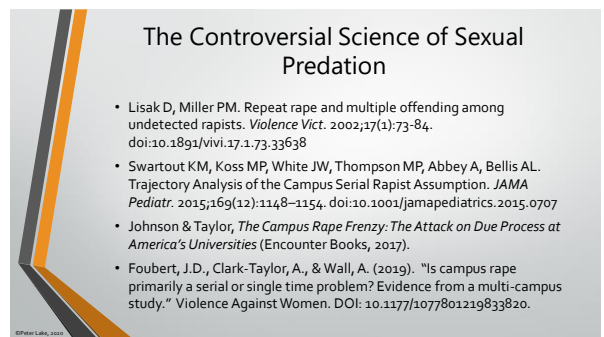 The Controversial Science of Sexual
Predation
• Lisak D, Miller PM. Repeat rape and multiple offending among
undetected rapists. Violence Vict. 2002;17(1):73-84.
doi:10.1891/vivi.17.1.73.33638
• Swartout KM, Koss MP, White JW, Thompson MP, Abbey A, Bellis AL.
Trajectory Analysis of the Campus Serial Rapist Assumption. JAMA
Pediatr. 2015;169(12):1148–1154. doi:10.1001/jamapediatrics.2015.0707
• Johnson & Taylor, The Campus Rape Frenzy: The Attack on Due Process at
America's Universities (Encounter Books, 2017).
• Foubert, J.D., Clark-Taylor, A., & Wall, A. (2019). “Is campus rape
primarily a serial or single time problem? Evidence from a multi-campus
study.” Violence Against Women. DOI: 10.1177/1077801219833820.
©Peter Lake, 2020